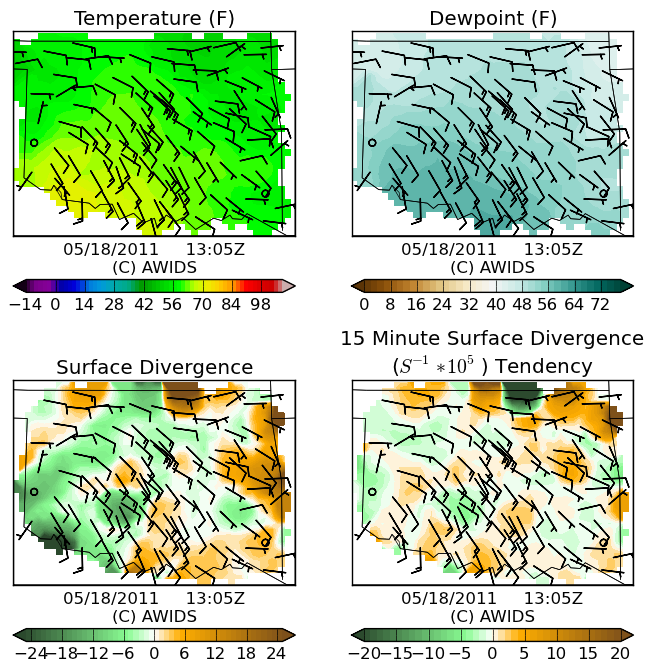 Temperature (F)
Dewpoint (F)
05/18/2011 13:05Z
(C) AWIDS
05/18/2011 13:05Z
(C) AWIDS
−14 0 14 28 42 56 70 84 98
0 8 16 24 32 40 48 56 64 72
Surface Divergence
15 Minute Surface Divergence
(S⁻¹ *10⁵ ) Tendency
05/18/2011 13:05Z
(C) AWIDS
05/18/2011 13:05Z
(C) AWIDS
−24−18−12 −6 0 6 12 18 24
−20−15−10 −5 0 5 10 15 20